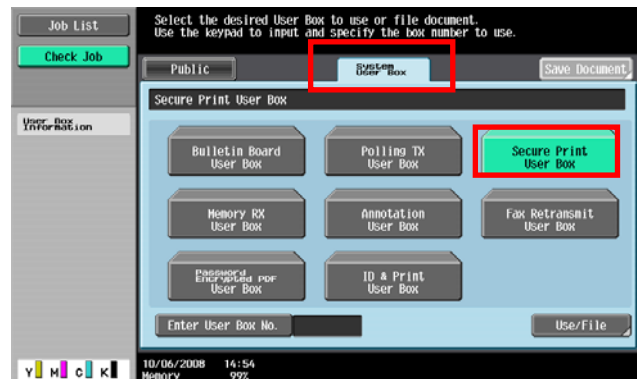 Job List
Select the desired User Box to use or file document.
Use the keypad to input and specify the box number to use.
Check Job
Public
System
User Box
Save Document
Secure Print User Box
User Box
Information
Bulletin Board
User Box
Polling TX
User Box
Secure Print
User Box
Memory RX
User Box
Annotation
User Box
Fax Retransmit
User Box
Password
Encrypted PDF
User Box
ID & Print
User Box
Enter User Box No.
Use/File
Y M C K
10/06/2008 14:54
Memory 99%